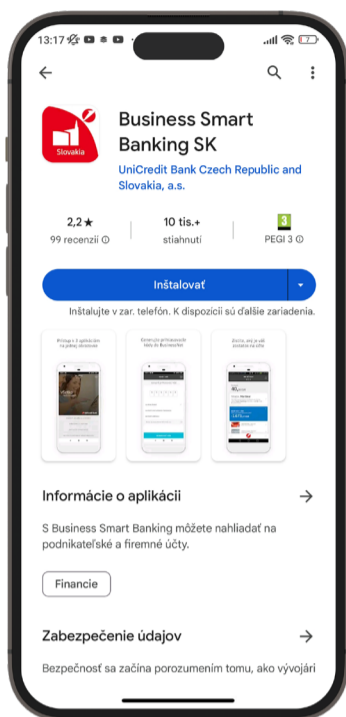 13:17
Slovakia
Business Smart
Banking SK
UniCredit Bank Czech Republic and
Slovakia, a.s.
2,2★
99 recenzií
10 tis.+
stiahnutí
3
PEGI 3
Inštalovať
Inštalujte v zar. telefón. K dispozícii sú ďalšie zariadenia.
Informácie o aplikácii
S Business Smart Banking môžete nahliadať na
podnikateľské a firemné účty.
Financie
Zabezpečenie údajov
Bezpečnosť sa začína porozumením tomu, ako vývojári